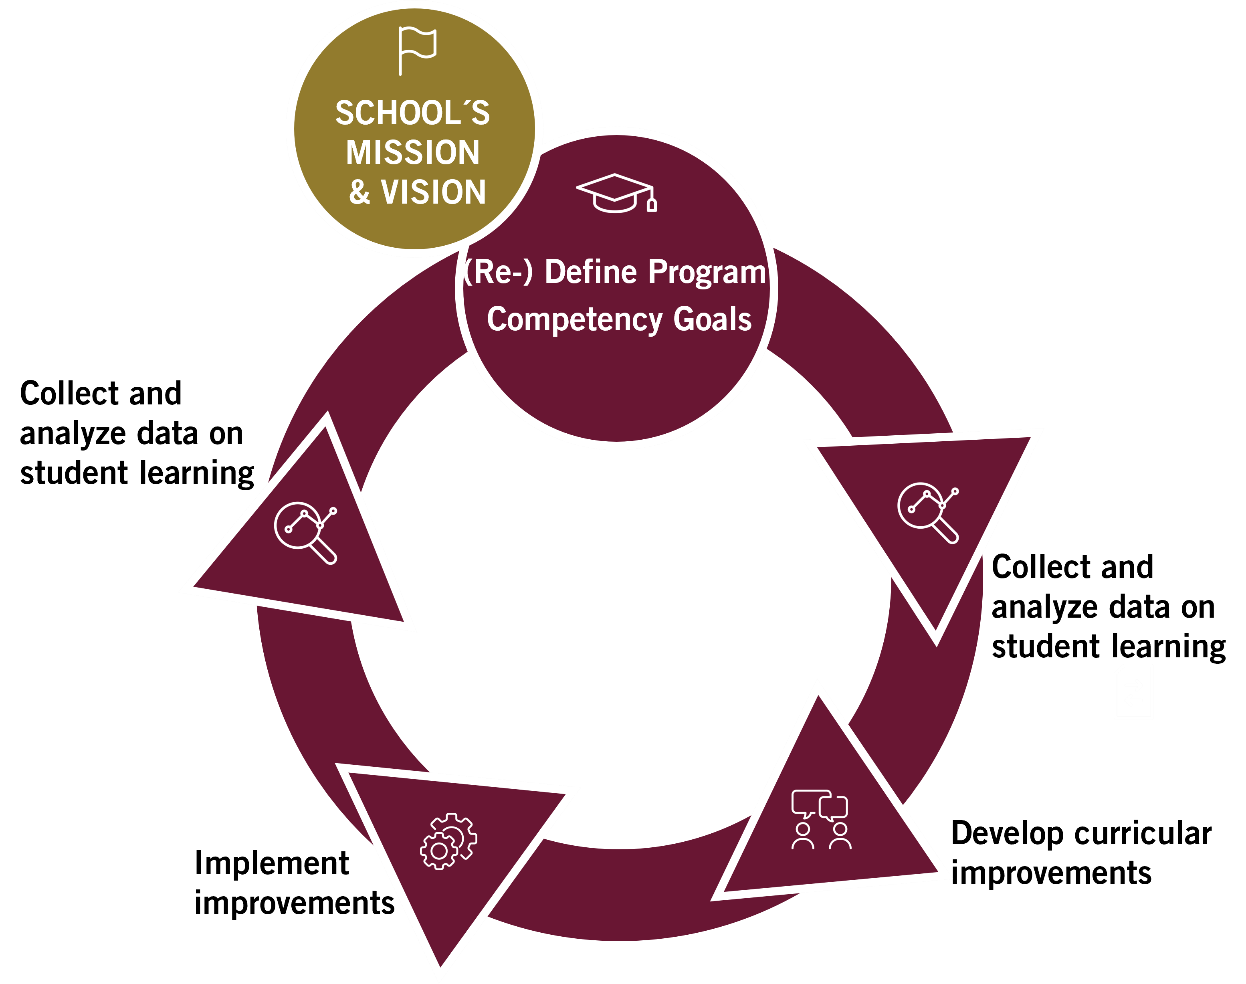 SCHOOL´S
MISSION
& VISION
(Re-) Define Program
Competency Goals
Collect and
analyze data on
student learning
Develop curricular
improvements
Implement
improvements
Collect and
analyze data on
student learning